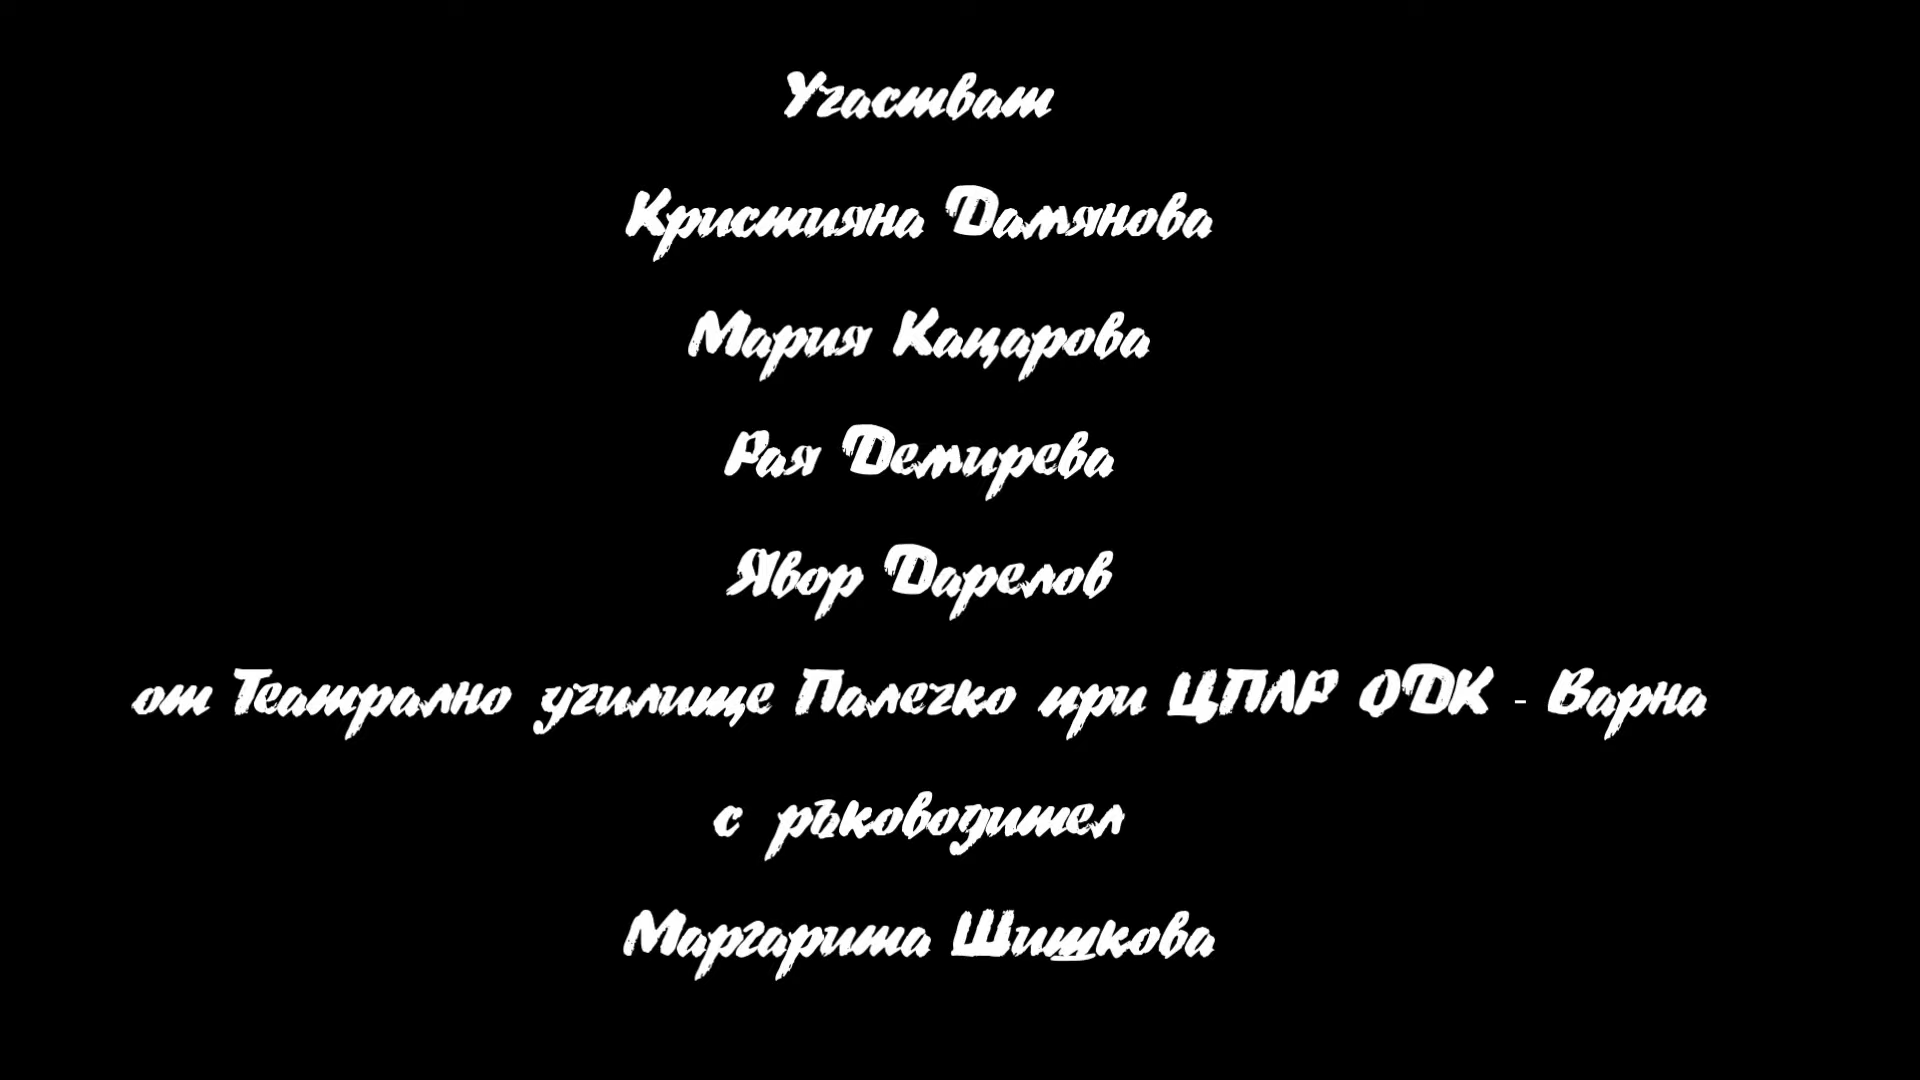 Участват
Кристияна Дамянова
Мария Кацарова
Рая Демирева
Явор Дарелов
от Театрално училище Палечко при ЦПЛР ОДК - Варна
с ръководител
Маргарита Шишкова